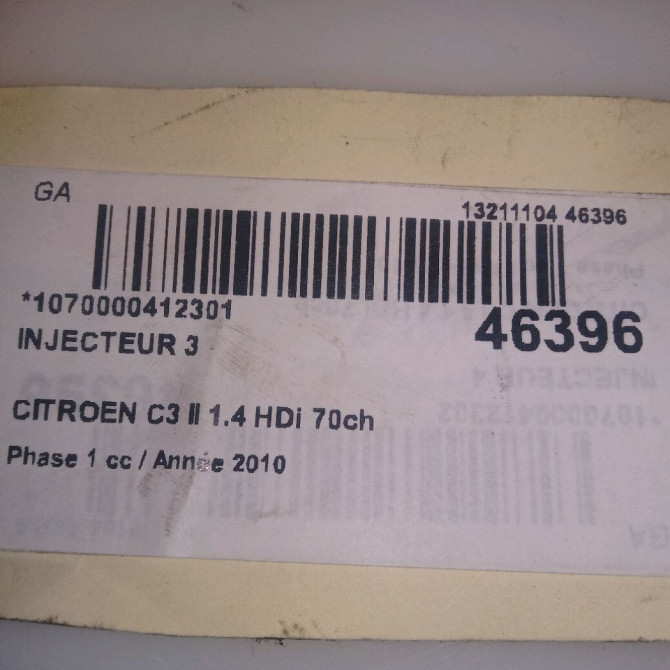 GA
13211104 46396
*1070000412301
46396
INJECTEUR 3
CITROEN C3 II 1.4 HDi 70ch
Phase 1 cc / Année 2010